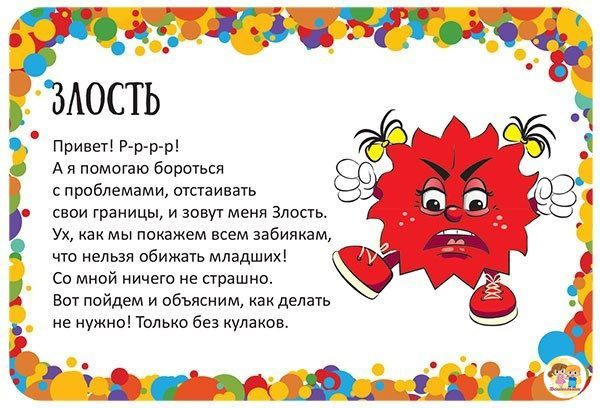 ЗЛОСТЬ
Привет! Р-р-р-р!
А я помогаю бороться
с проблемами, отстаивать
свои границы, и зовут меня Злость.
Ух, как мы покажем всем забиякам,
что нельзя обижать младших!
Со мной ничего не страшно.
Вот пойдем и объясним, как делать
не нужно! Только без кулаков.